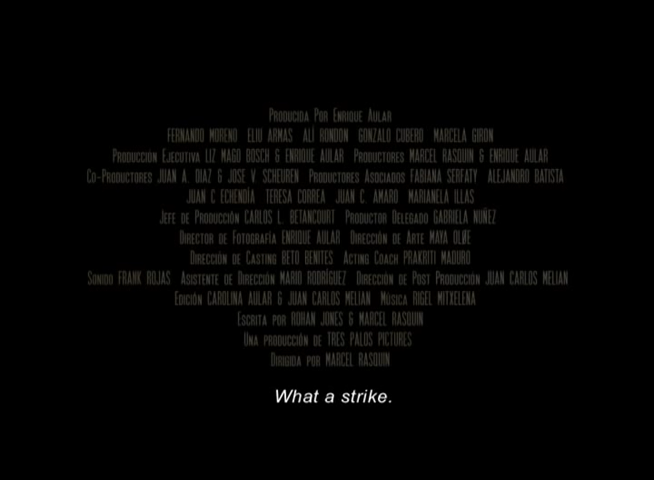 Producida Por Enrique Aular
FERNANDO MORENO ELIU ARMAS ALÍ RONDON GONZALO CUBERO MARCELA GIRON
Producción Ejecutiva LIZ MAGO BOSCH & ENRIQUE AULAR Productores MARCEL RASQUIN & ENRIQUE AULAR
Co-Productores JUAN A. DIAZ & JOSE V SCHEUREN Productores Asociados FABIANA SERFATY ALEJANDRO BATISTA
JUAN C ECHENDÍA TERESA CORREA JUAN C. AMARO MARIANELA ILLAS
Jefe de Producción CARLOS L. BETANCOURT Productor Delegado GABRIELA NUÑEZ
Director de Fotografía ENRIQUE AULAR Dirección de Arte MAYA OLØE
Dirección de Casting BETO BENITES Acting Coach PRAKRITI MADURO
Sonido FRANK ROJAS Asistente de Dirección MARIO RODRÍGUEZ Dirección de Post Producción JUAN CARLOS MELIAN
Edición CAROLINA AULAR & JUAN CARLOS MELIAN Música RIGEL MITXELENA
Escrita por ROHAN JONES & MARCEL RASQUIN
Una producción de TRES PALOS PICTURES
Dirigida por MARCEL RASQUIN
What a strike.